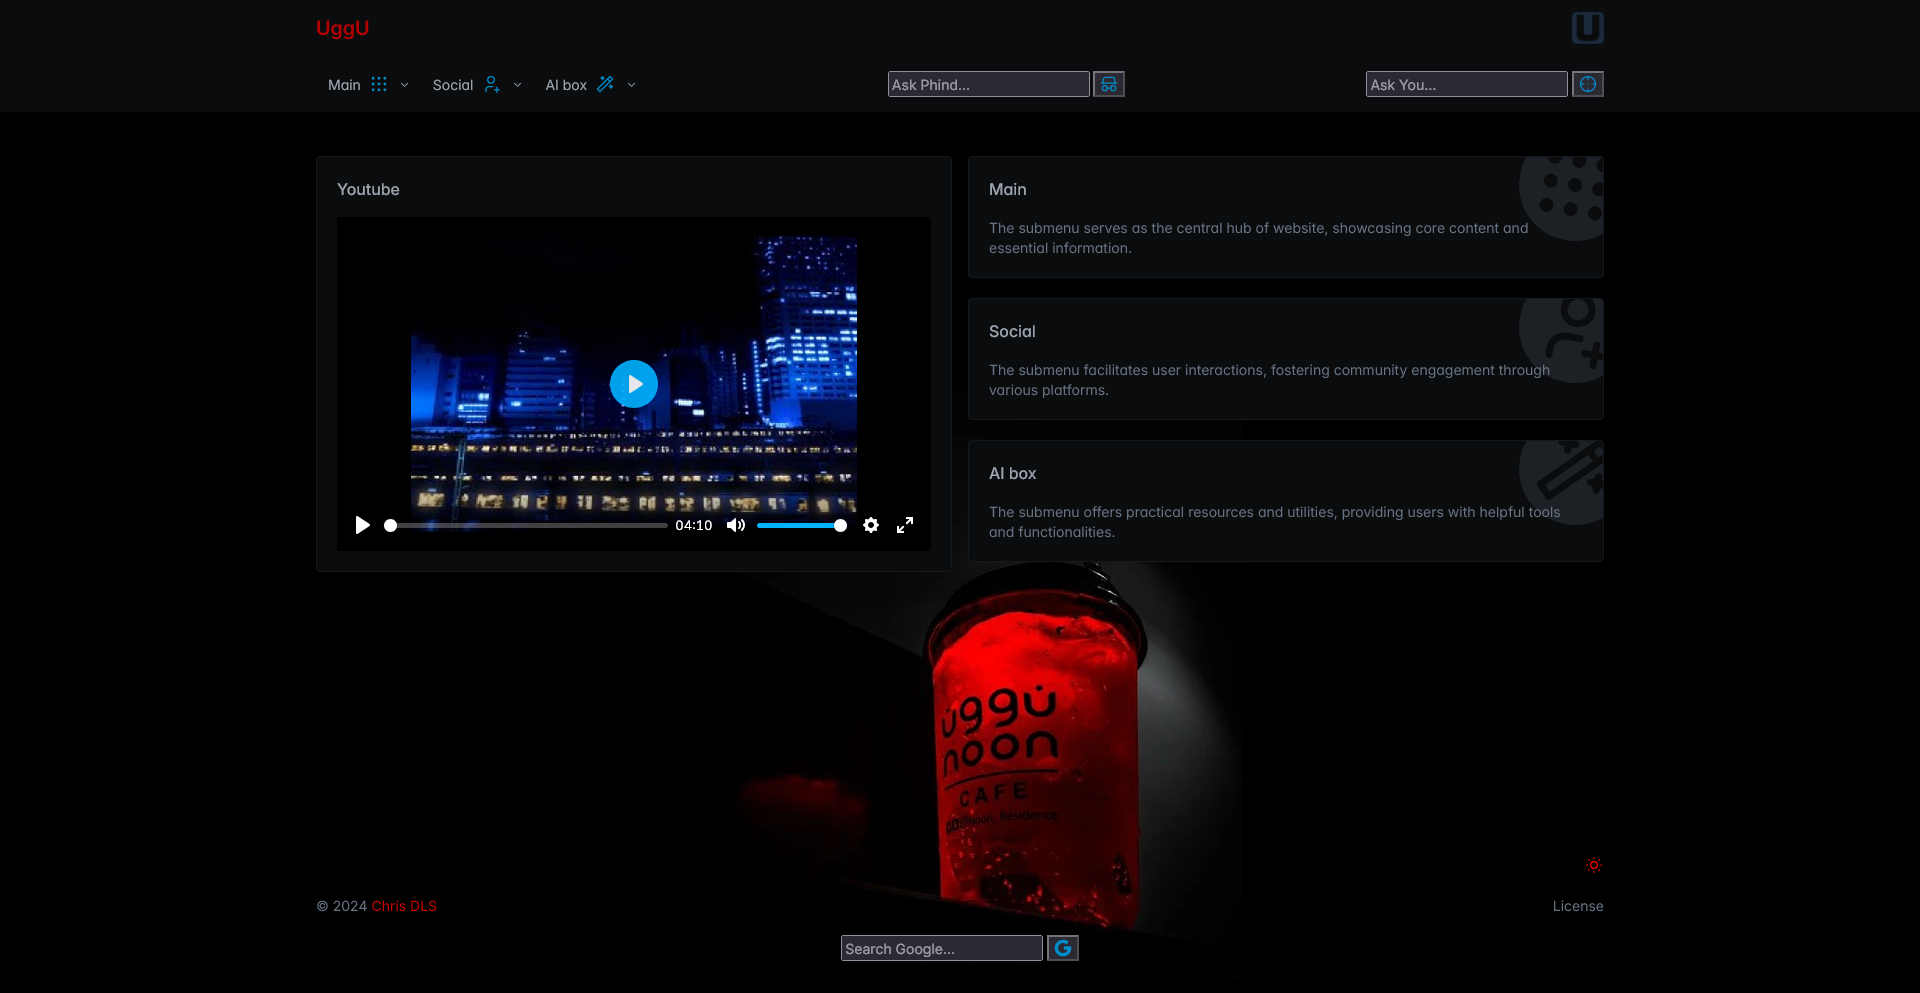 UggU
U
Main
Social
AI box
Ask Phind...
Ask You...
Youtube
04:10
Main
The submenu serves as the central hub of website, showcasing core content and
essential information.
Social
The submenu facilitates user interactions, fostering community engagement through
various platforms.
AI box
The submenu offers practical resources and utilities, providing users with helpful tools
and functionalities.
uggu
noon
CAFE
@Noon Residence
© 2024 Chris DLS
License
Search Google...
G